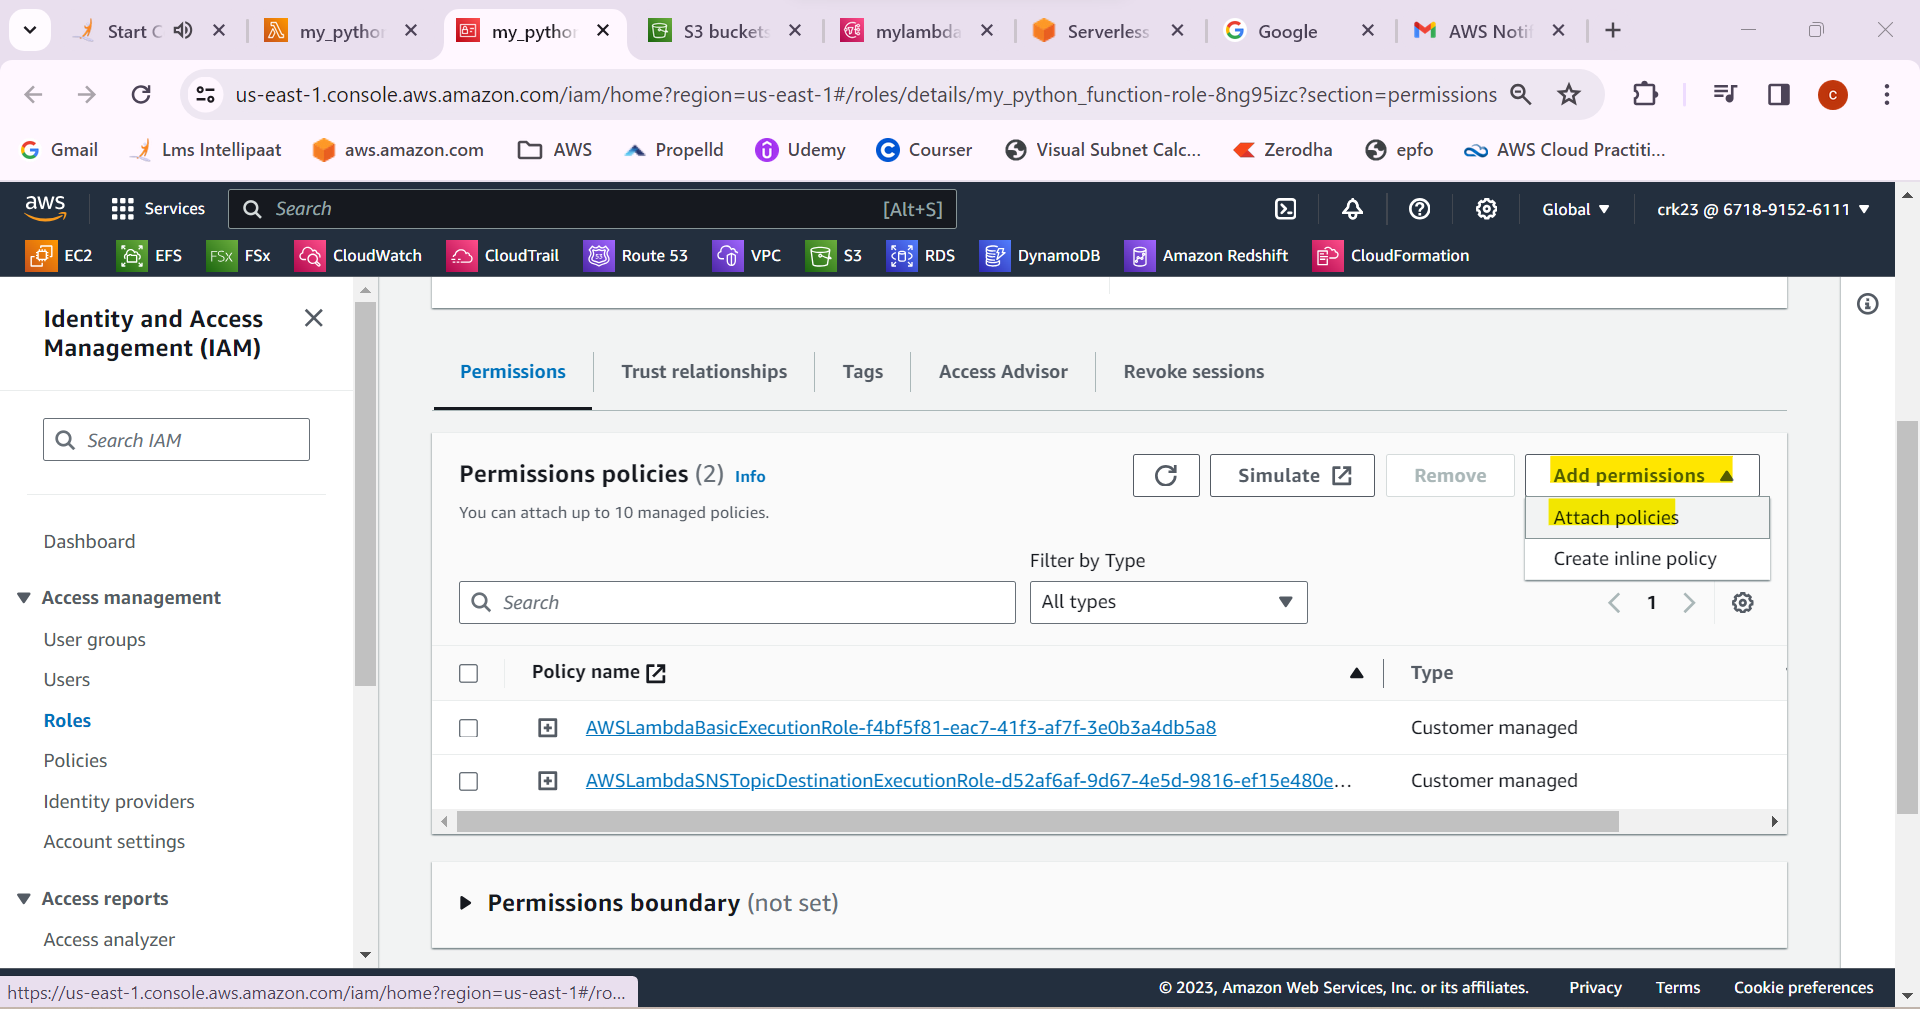 Start C
my_pytho
my_pytho
S3 bucket
mylambda
Serverless
Google
AWS Noti
us-east-1.console.aws.amazon.com/iam/home?region=us-east-1#/roles/details/my_python_function-role-8ng95izc?section=permissions
C
Gmail
Lms Intellipaat
aws.amazon.com
AWS
Propelld
Udemy
Courser
Visual Subnet Calc...
Zerodha
epfo
AWS Cloud Practiti...
aws
Services
Search
[Alt+S]
Global
crk23 @ 6718-9152-6111
EC2
EFS
FSx
FSx
CloudWatch
CloudTrail
Route 53
VPC
S3
RDS
DynamoDB
Amazon Redshift
CloudFormation
Identity and Access
Management (IAM)
Search IAM
Dashboard
Access management
User groups
Users
Roles
Policies
Identity providers
Account settings
Access reports
Access analyzer
Permissions
Trust relationships
Tags
Access Advisor
Revoke sessions
Permissions policies (2) Info
You can attach up to 10 managed policies.
Simulate
Remove
Add permissions
Attach policies
Create inline policy
Filter by Type
Search
All types
1
Policy name
Type
AWSLambdaBasicExecutionRole-f4bf5f81-eac7-41f3-af7f-3e0b3a4db5a8
Customer managed
AWSLambdaSNSTopicDestinationExecutionRole-d52af6af-9d67-4e5d-9816-ef15e480e...
Customer managed
Permissions boundary (not set)
https://us-east-1.console.aws.amazon.com/iam/home?region=us-east-1#/ro...
© 2023, Amazon Web Services, Inc. or its affiliates.
Privacy
Terms
Cookie preferences